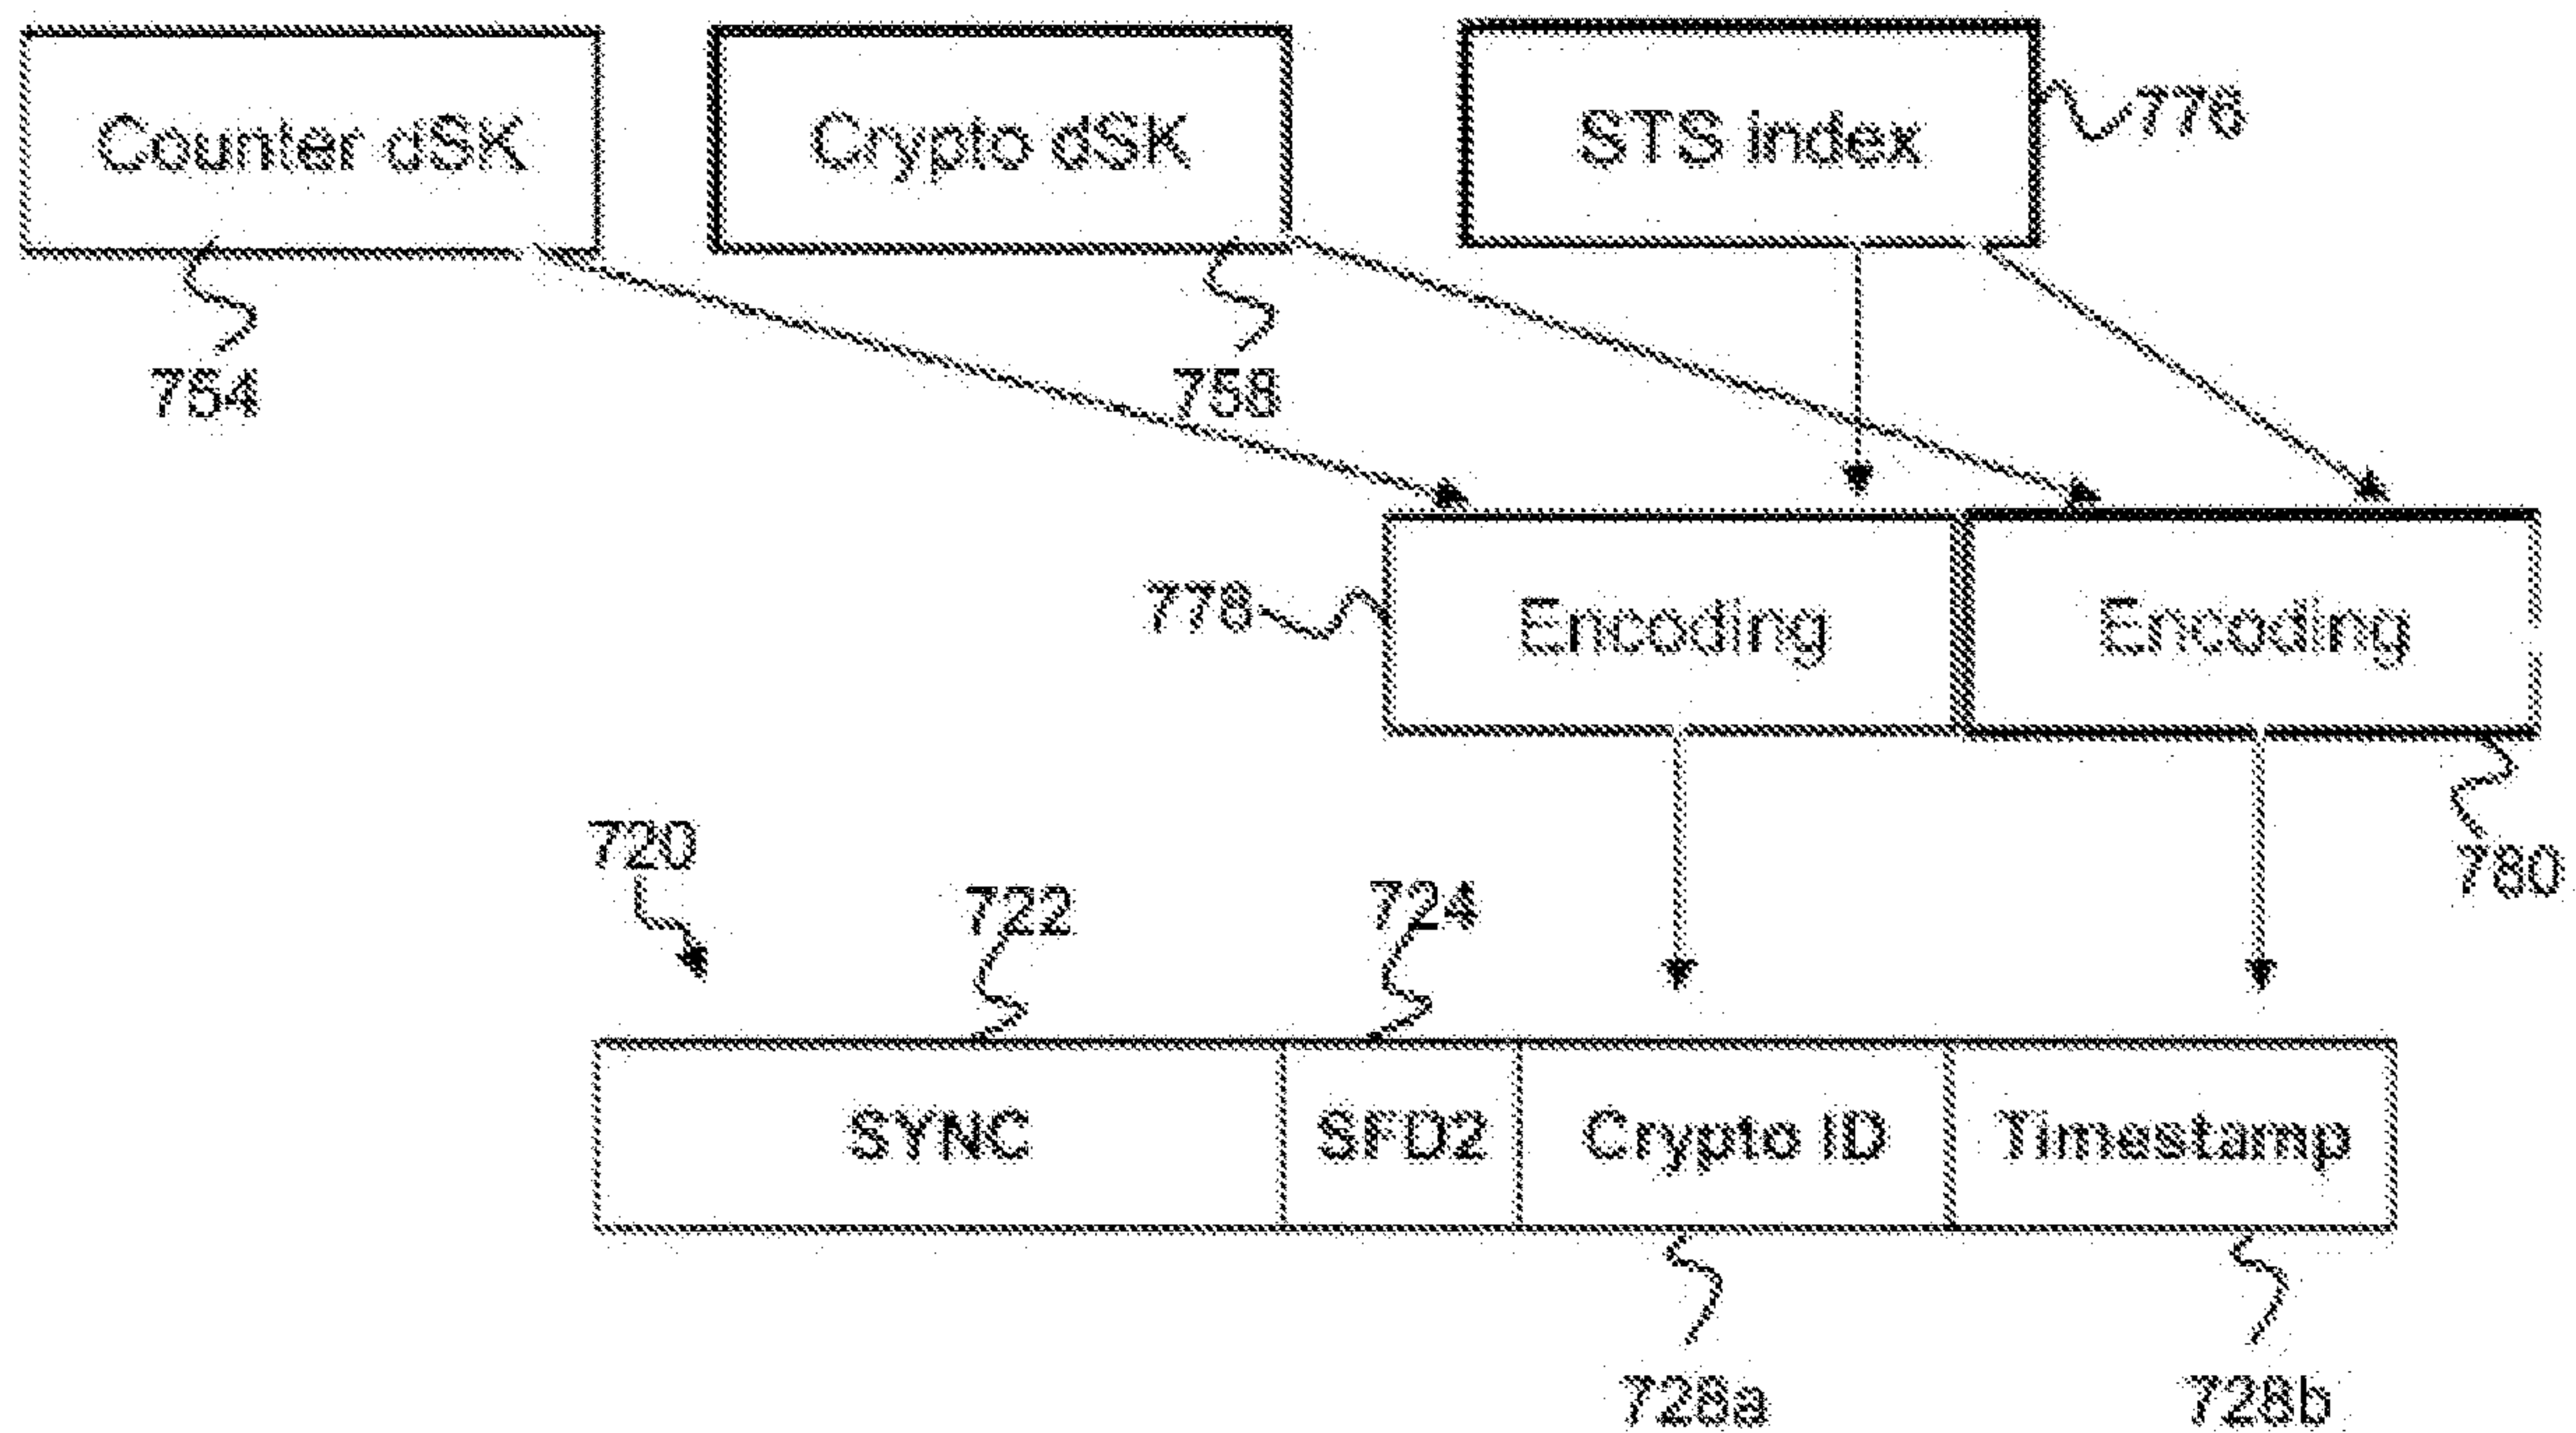 Counter dSK
Crypto dSK
STS index
776
754
758
778
Encoding
Encoding
780
720
722
724
SYNC
SFD2
Crypto ID
Timestamp
728a
728b